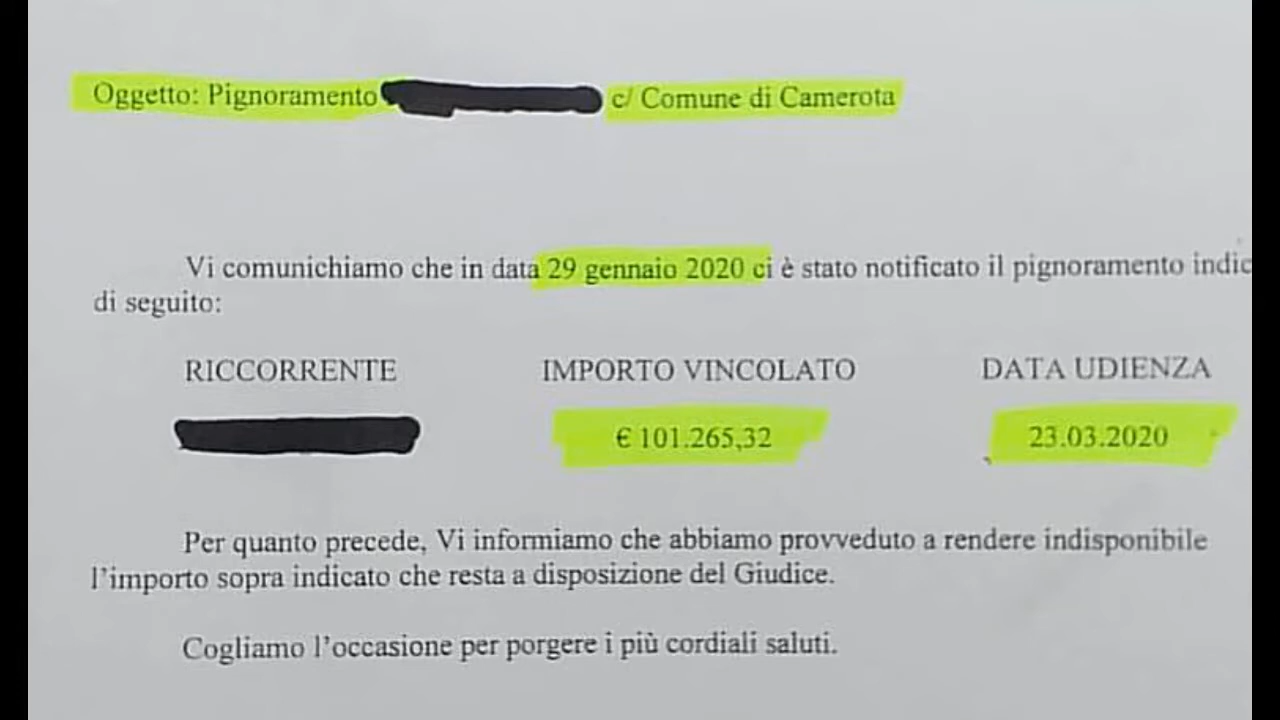 Oggetto: Pignoramento c/ Comune di Camerota
Vi comunichiamo che in data 29 gennaio 2020 ci è stato notificato il pignoramento indic
di seguito:
RICCORRENTE IMPORTO VINCOLATO DATA UDIENZA
€ 101.265,32 23.03.2020
Per quanto precede, Vi informiamo che abbiamo provveduto a rendere indisponibile
l'importo sopra indicato che resta a disposizione del Giudice.
Cogliamo l'occasione per porgere i più cordiali saluti.